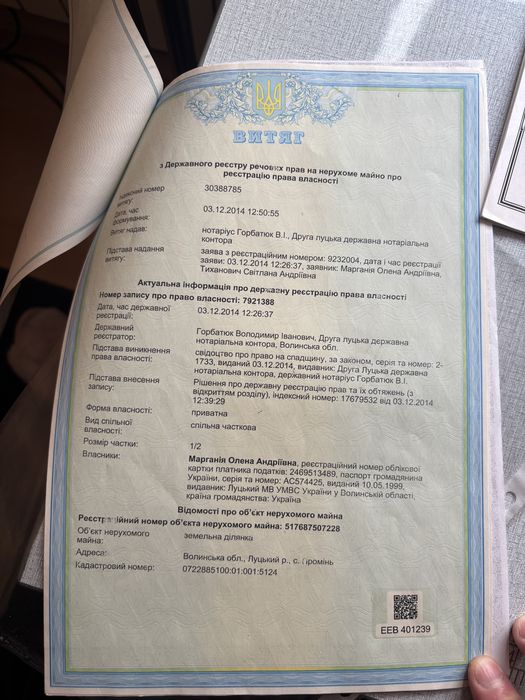 ВИТЯГ
з Державного реєстру речових прав на нерухоме майно про
реєстрацію права власності
Індексний номер
витягу:
30388785
Дата, час
формування:
03.12.2014 12:50:55
Витяг надав:
нотаріус Горбатюк В.І., Друга луцька державна нотаріальна
контора
Підстава надання
витягу:
заява з реєстраційним номером: 9232004, дата і час реєстрації
заяви: 03.12.2014 12:26:37, заявник: Марганія Олена Андріївна,
Тиханович Світлана Андріївна
Актуальна інформація про державну реєстрацію права власності
Номер запису про право власності: 7921388
Дата, час державної
реєстрації:
03.12.2014 12:26:37
Державний
реєстратор:
Горбатюк Володимир Іванович, Друга луцька державна
нотаріальна контора, Волинська обл.
Підстава виникнення
права власності:
свідоцтво про право на спадщину, за законом, серія та номер: 2-
1733, виданий 03.12.2014, видавник: Друга Луцька державна
нотаріальна контора, державний нотаріус Горбатюк В.І.
Підстава внесення
запису:
Рішення про державну реєстрацію прав та їх обтяжень (з
відкриттям розділу), індексний номер: 17679532 від 03.12.2014
12:39:29
Форма власності:
приватна
Вид спільної
власності:
спільна часткова
Розмір частки:
1/2
Власники:
Марганія Олена Андріївна, реєстраційний номер облікової
картки платника податків: 2469513489, паспорт громадянина
України, серія та номер: АС574425, виданий 10.05.1999,
видавник: Луцький МВ УМВС України у Волинській області,
країна громадянства: Україна
Відомості про об'єкт нерухомого майна
Реєстраційний номер об'єкта нерухомого майна: 517687507228
Об'єкт нерухомого
майна:
земельна ділянка
Адреса:
Волинська обл., Луцький р., с. Промінь
Кадастровий номер:
0722885100:01:001:5124
ЕЕВ 401239